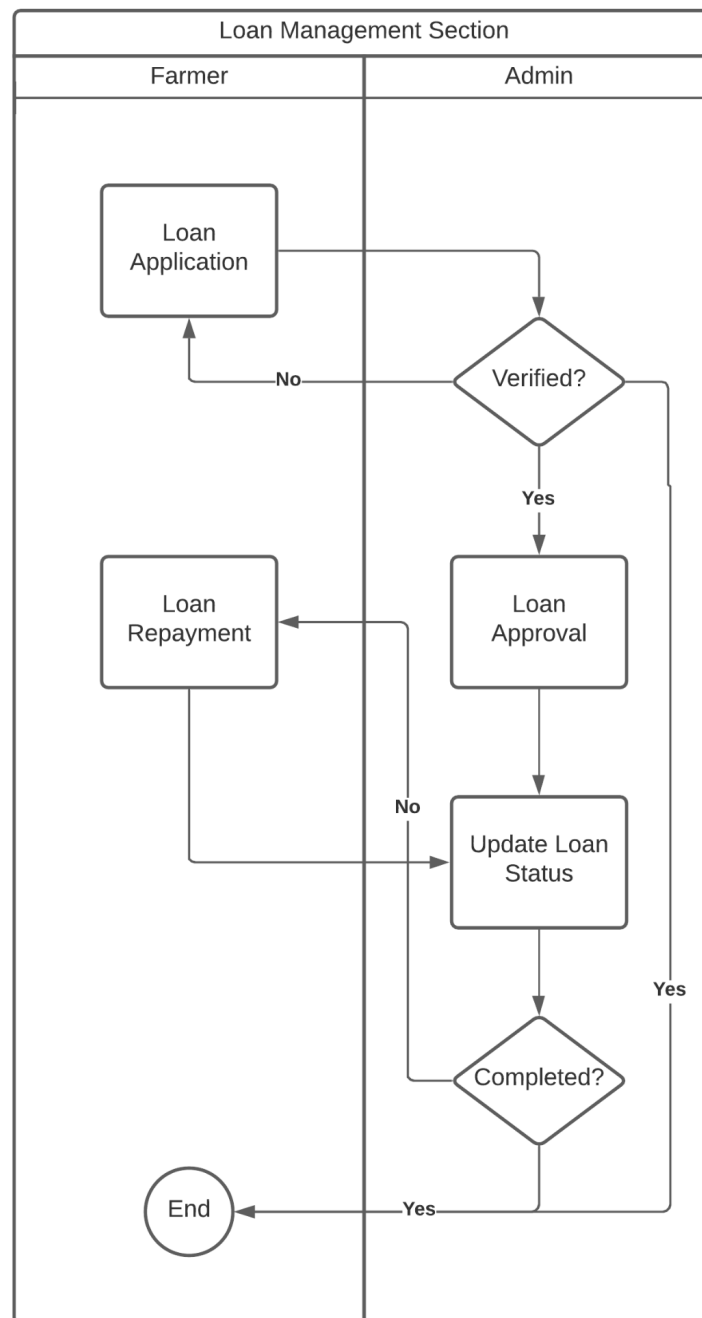 Loan Management Section
Farmer
Admin
Loan
Application
Verified?
No
Yes
Loan
Repayment
Loan
Approval
No
Update Loan
Status
Yes
Completed?
End
Yes